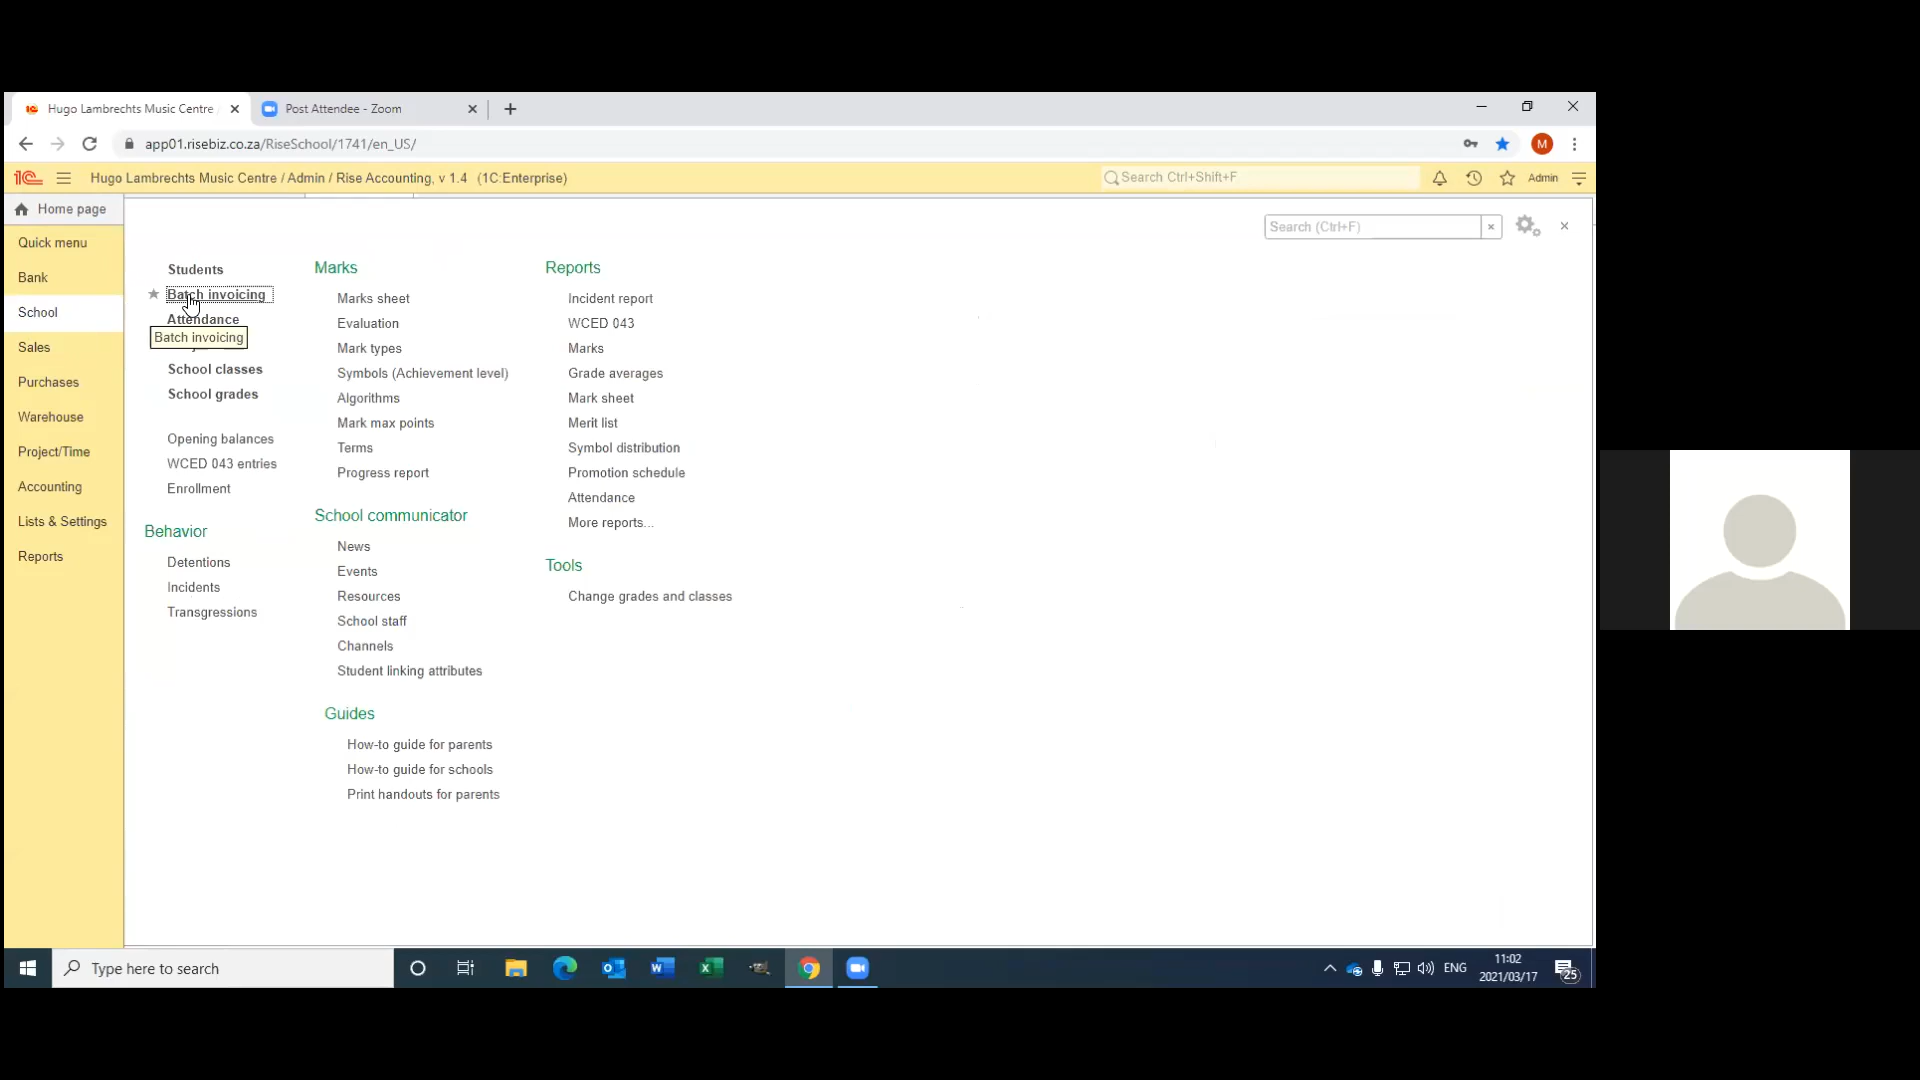 Hugo Lambrechts Music Centre
Post Attendee - Zoom
app01.risebiz.co.za/RiseSchool/1741/en_US/
M
1C
Hugo Lambrechts Music Centre / Admin / Rise Accounting, v 1.4 (1C:Enterprise)
Search Ctrl+Shift+F
Admin
Home page
Quick menu
Bank
School
Sales
Purchases
Warehouse
Project/Time
Accounting
Lists & Settings
Reports
Search (Ctrl+F)
Students
Batch invoicing
Attendance
Batch invoicing
School classes
School grades
Opening balances
WCED 043 entries
Enrollment
Behavior
Detentions
Incidents
Transgressions
Marks
Marks sheet
Evaluation
Mark types
Symbols (Achievement level)
Algorithms
Mark max points
Terms
Progress report
School communicator
News
Events
Resources
School staff
Channels
Student linking attributes
Guides
How-to guide for parents
How-to guide for schools
Print handouts for parents
Reports
Incident report
WCED 043
Marks
Grade averages
Mark sheet
Merit list
Symbol distribution
Promotion schedule
Attendance
More reports...
Tools
Change grades and classes
Type here to search
ENG
11:02
2021/03/17
25